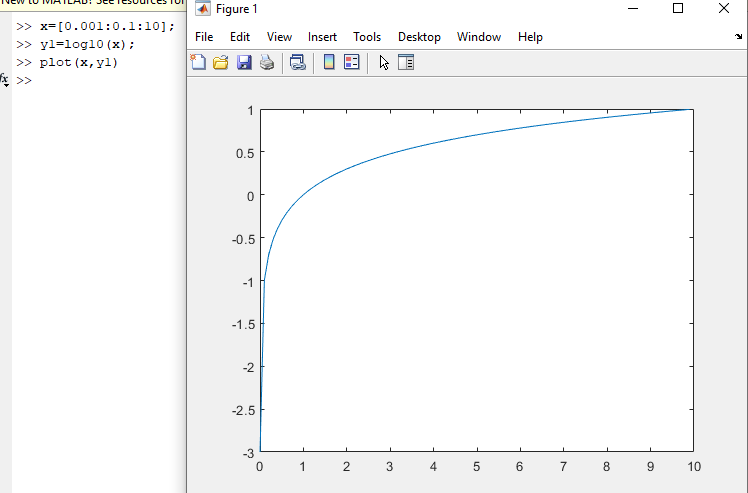 New to MATLAB? See resources for
>> x=[0.001:0.1:10];
>> y1=log10(x);
>> plot(x,y1)
fx >>
Figure 1
File Edit View Insert Tools Desktop Window Help
1
0.5
0
-0.5
-1
-1.5
-2
-2.5
-3
0 1 2 3 4 5 6 7 8 9 10